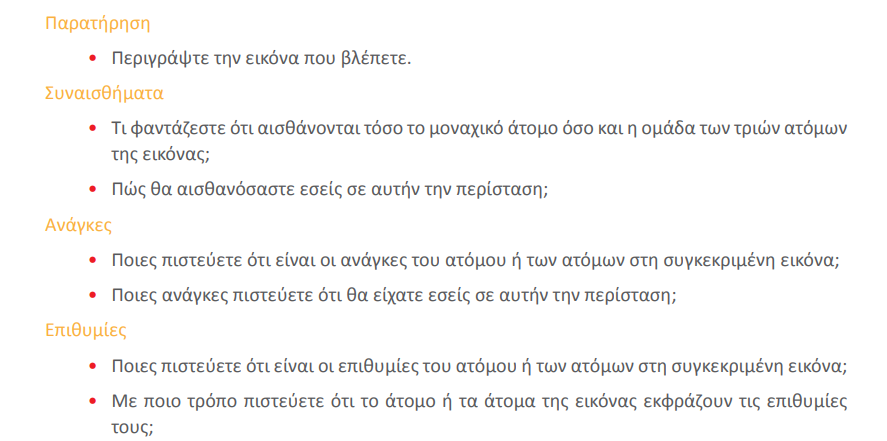 Παρατήρηση
• Περιγράψτε την εικόνα που βλέπετε.
Συναισθήματα
• Τι φαντάζεστε ότι αισθάνονται τόσο το μοναχικό άτομο όσο και η ομάδα των τριών ατόμων
της εικόνας;
• Πώς θα αισθανόσαστε εσείς σε αυτήν την περίσταση;
Ανάγκες
• Ποιες πιστεύετε ότι είναι οι ανάγκες του ατόμου ή των ατόμων στη συγκεκριμένη εικόνα;
• Ποιες ανάγκες πιστεύετε ότι θα είχατε εσείς σε αυτήν την περίσταση;
Επιθυμίες
• Ποιες πιστεύετε ότι είναι οι επιθυμίες του ατόμου ή των ατόμων στη συγκεκριμένη εικόνα;
• Με ποιο τρόπο πιστεύετε ότι το άτομο ή τα άτομα της εικόνας εκφράζουν τις επιθυμίες
τους;